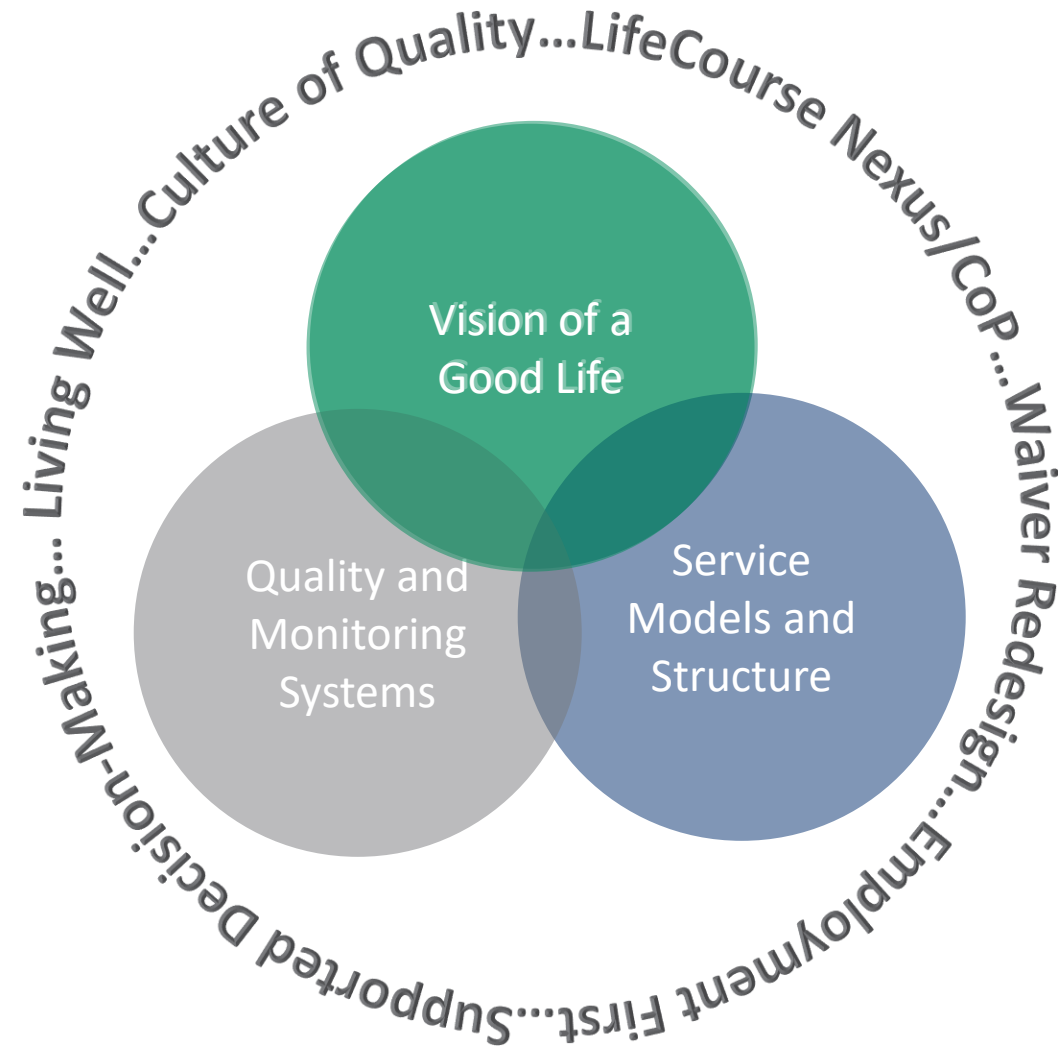 Living Well...Culture of Quality...LifeCourse Nexus/CoP...Waiver Redesign...Employment First...Supported Decision-Making...
Vision of a
Good Life
Quality and
Monitoring
Systems
Service
Models and
Structure